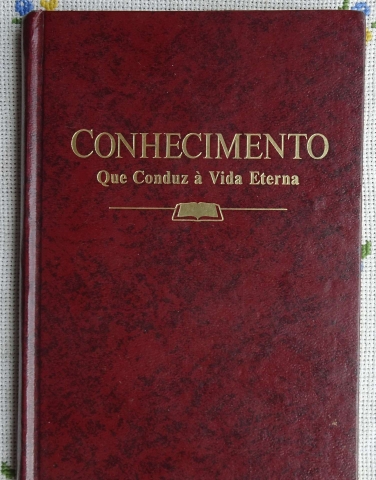 CONHECIMENTO
Que Conduz à Vida Eterna